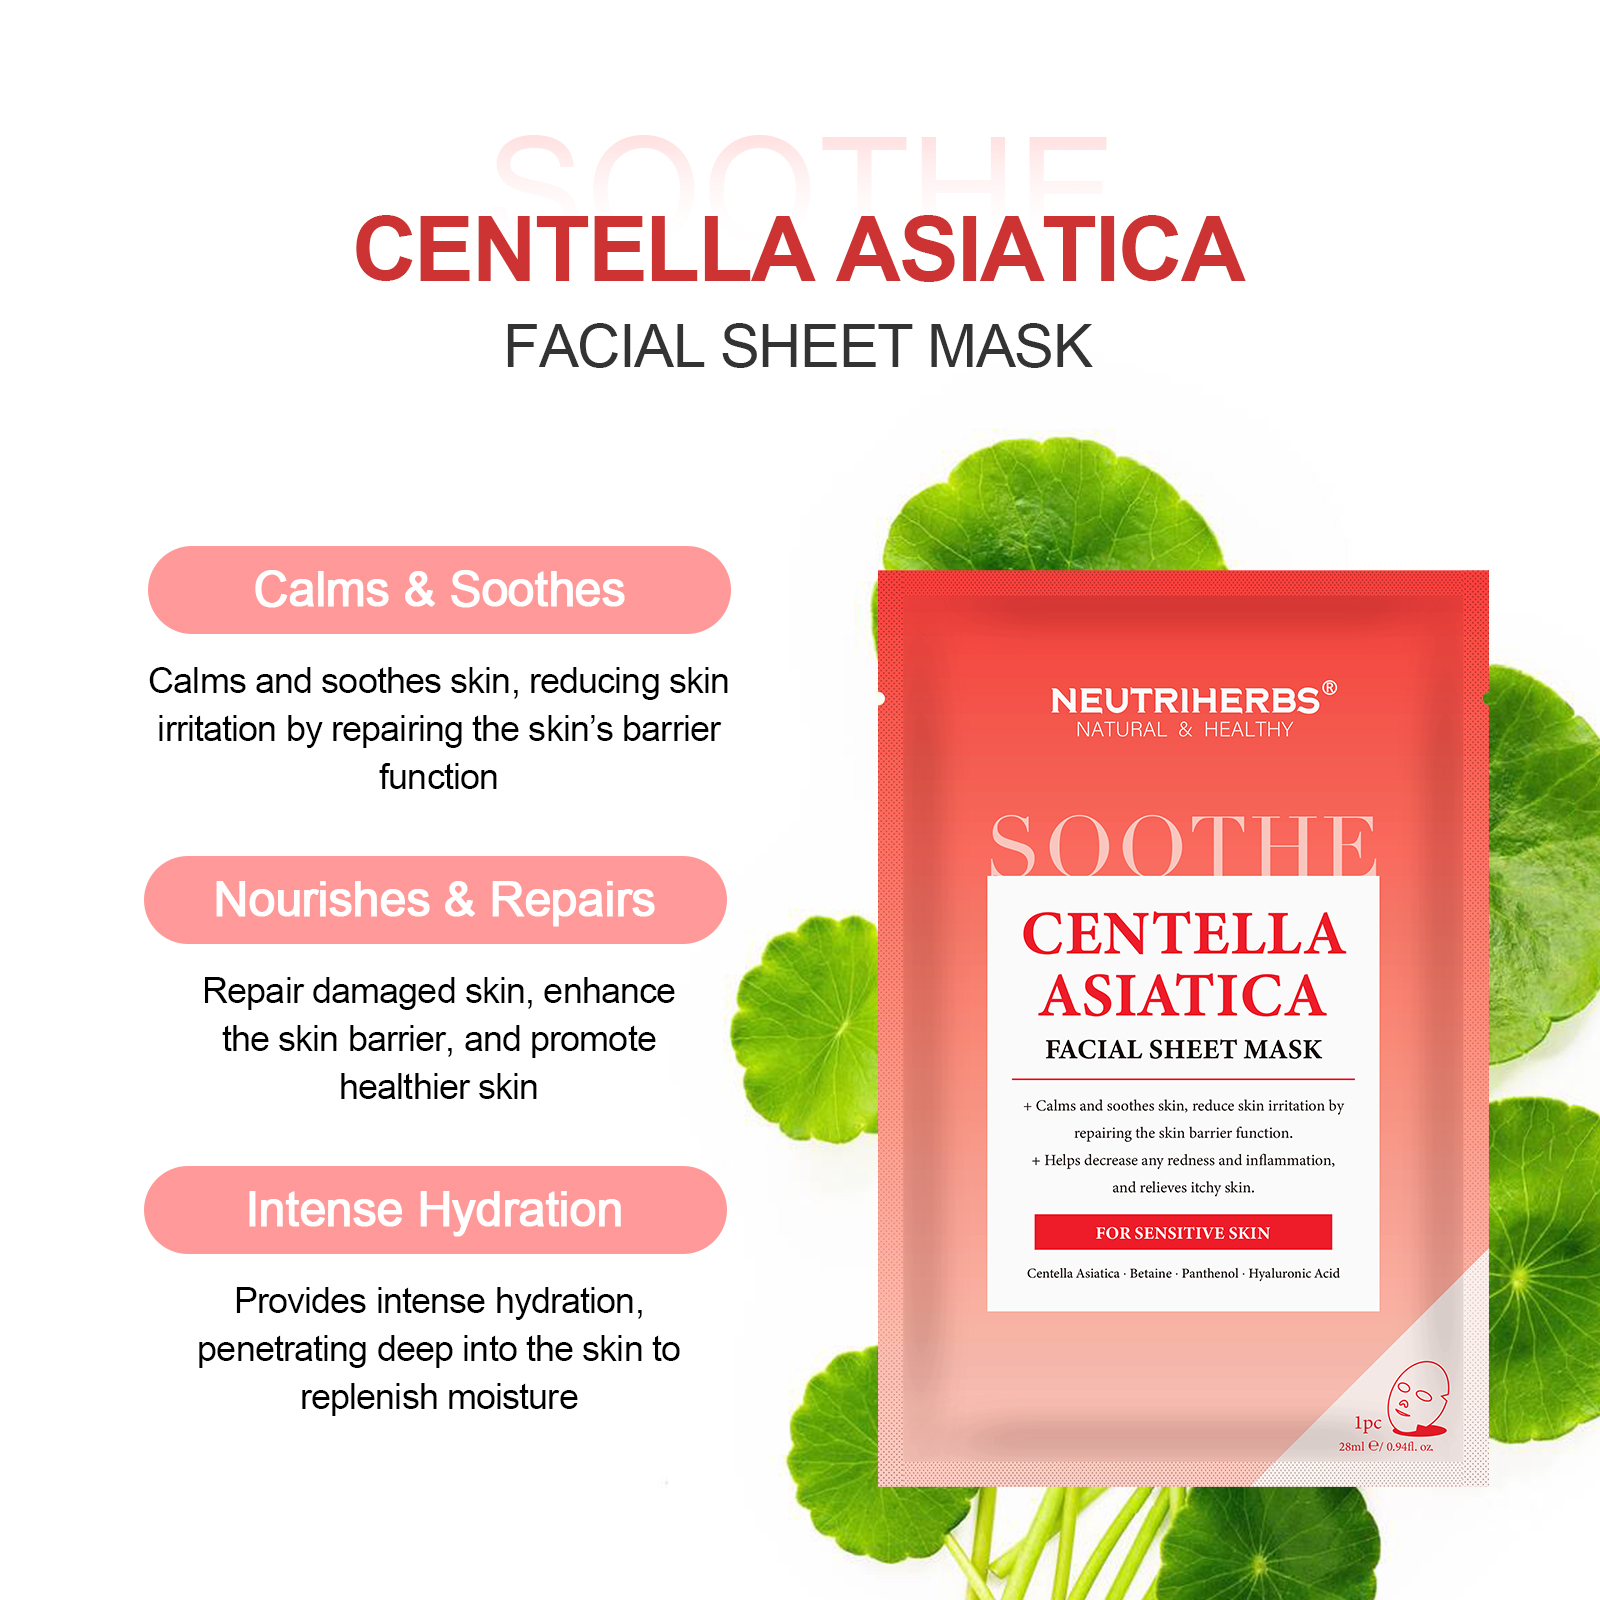 SOOTHE
CENTELLA ASIATICA
FACIAL SHEET MASK
Calms & Soothes
Calms and soothes skin, reducing skin
irritation by repairing the skin’s barrier
function
Nourishes & Repairs
Repair damaged skin, enhance
the skin barrier, and promote
healthier skin
Intense Hydration
Provides intense hydration,
penetrating deep into the skin to
replenish moisture
NEUTRIHERBS®
NATURAL & HEALTHY
SOOTHE
CENTELLA
ASIATICA
FACIAL SHEET MASK
+ Calms and soothes skin, reduce skin irritation by
repairing the skin barrier function.
+ Helps decrease any redness and inflammation,
and relieves itchy skin.
FOR SENSITIVE SKIN
Centella Asiatica · Betaine · Panthenol · Hyaluronic Acid
1pc
28ml ℮/ 0.94fl. oz.